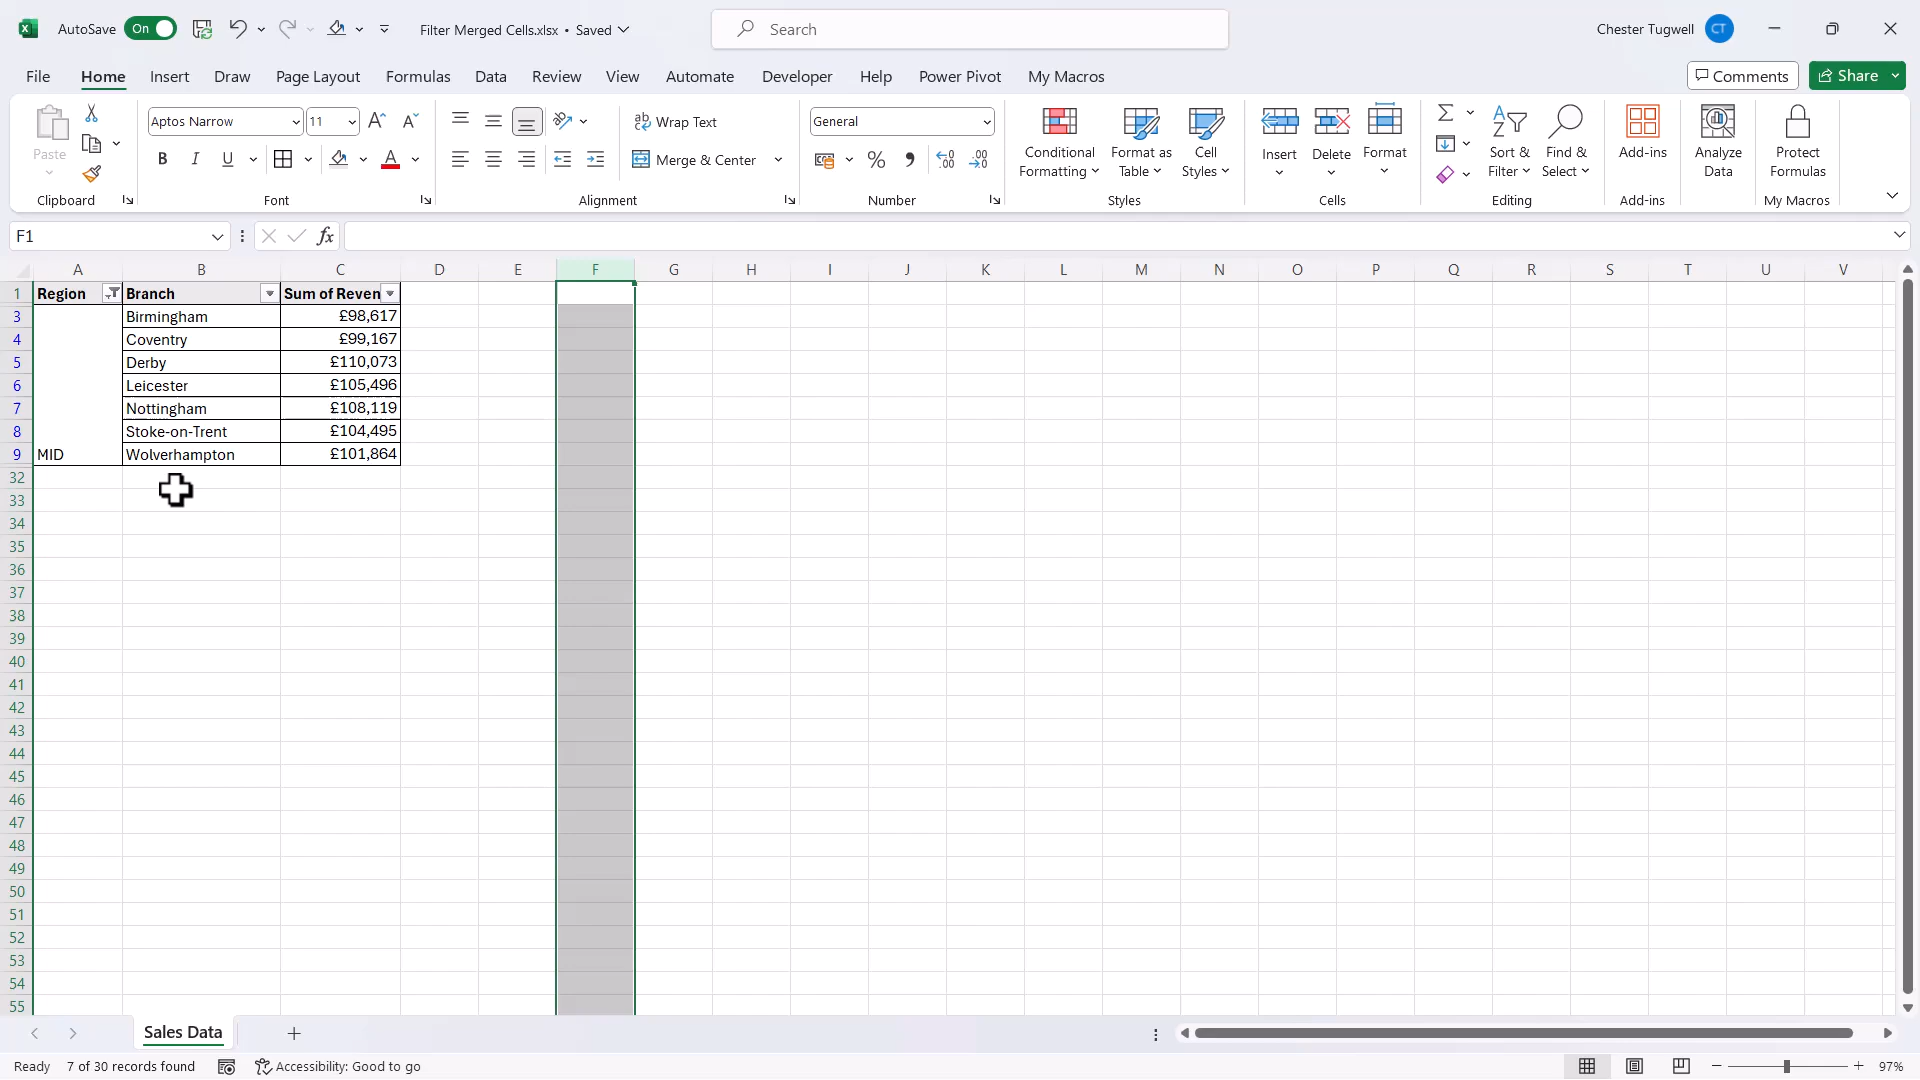 AutoSave On Filter Merged Cells.xlsx • Saved Search Chester Tugwell CT
File Home Insert Draw Page Layout Formulas Data Review View Automate Developer Help Power Pivot My Macros Comments Share
Paste Aptos Narrow 11 Wrap Text General Conditional Formatting Format as Table Cell Styles Insert Delete Format Sort & Filter Find & Select Add-ins Analyze Data Protect Formulas
B I U A Merge & Center % 
Clipboard Font Alignment Number Styles Cells Editing Add-ins My Macros
F1 fx
A B C D E F G H I J K L M N O P Q R S T U V
1 Region Branch Sum of Reven
3 Birmingham £98,617
4 Coventry £99,167
5 Derby £110,073
6 Leicester £105,496
7 Nottingham £108,119
8 Stoke-on-Trent £104,495
9 MID Wolverhampton £101,864
32
33
34
35
36
37
38
39
40
41
42
43
44
45
46
47
48
49
50
51
52
53
54
55
Sales Data
Ready 7 of 30 records found Accessibility: Good to go 97%